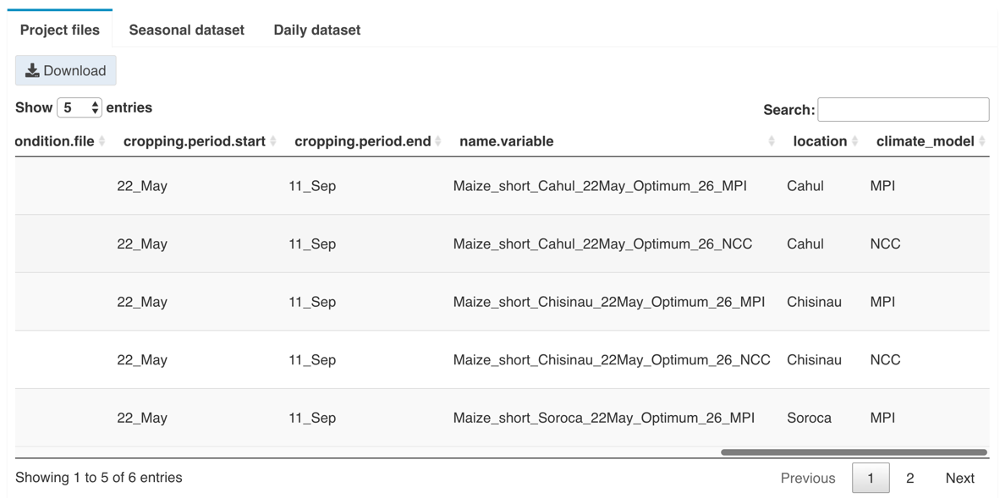 Project files Seasonal dataset Daily dataset
Download
Show 5 entries Search:
ondition.file cropping.period.start cropping.period.end name.variable location climate_model
22_May 11_Sep Maize_short_Cahul_22May_Optimum_26_MPI Cahul MPI
22_May 11_Sep Maize_short_Cahul_22May_Optimum_26_NCC Cahul NCC
22_May 11_Sep Maize_short_Chisinau_22May_Optimum_26_MPI Chisinau MPI
22_May 11_Sep Maize_short_Chisinau_22May_Optimum_26_NCC Chisinau NCC
22_May 11_Sep Maize_short_Soroca_22May_Optimum_26_MPI Soroca MPI
Showing 1 to 5 of 6 entries Previous 1 2 Next